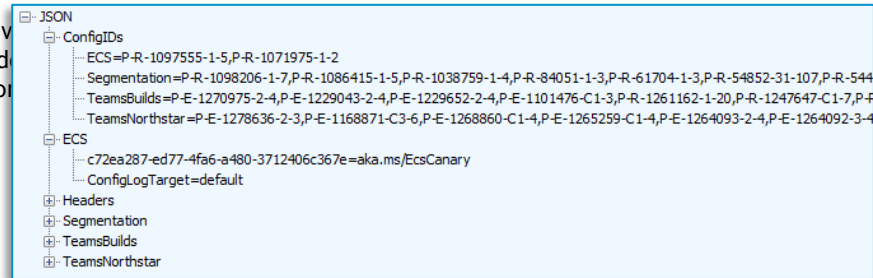 JSON
ConfigIDs
ECS=P-R-1097555-1-5,P-R-1071975-1-2
Segmentation=P-R-1098206-1-7,P-R-1086415-1-5,P-R-1038759-1-4,P-R-84051-1-3,P-R-61704-1-3,P-R-54852-31-107,P-R-544
TeamsBuilds=P-E-1270975-2-4,P-E-1229043-2-4,P-E-1229652-2-4,P-E-1101476-C1-3,P-R-1261162-1-20,P-R-1247647-C1-7,P-R
TeamsNorthstar=P-E-1278636-2-3,P-E-1168871-C3-6,P-E-1268860-C1-4,P-E-1265259-C1-4,P-E-1264093-2-4,P-E-1264092-3-4
ECS
c72ea287-ed77-4fa6-a480-3712406c367e=aka.ms/EcsCanary
ConfigLogTarget=default
Headers
Segmentation
TeamsBuilds
TeamsNorthstar